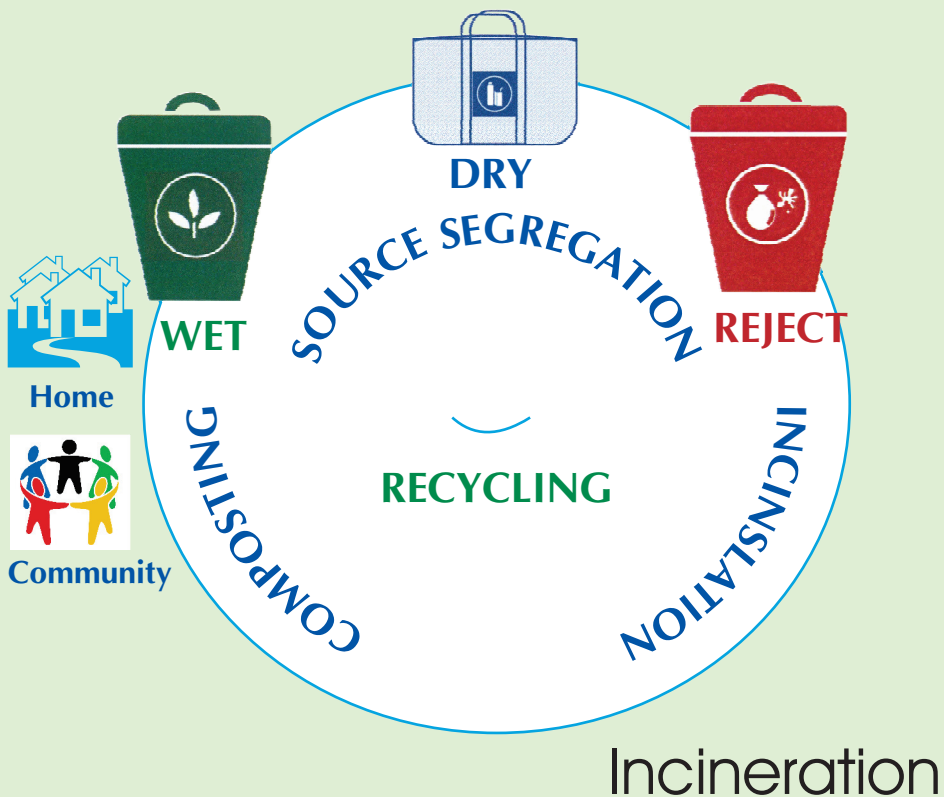 DRY
SOURCE SEGREGATION
WET
REJECT
Home
COMPOSTING
INCINSLATION
RECYCLING
Community
Incineration